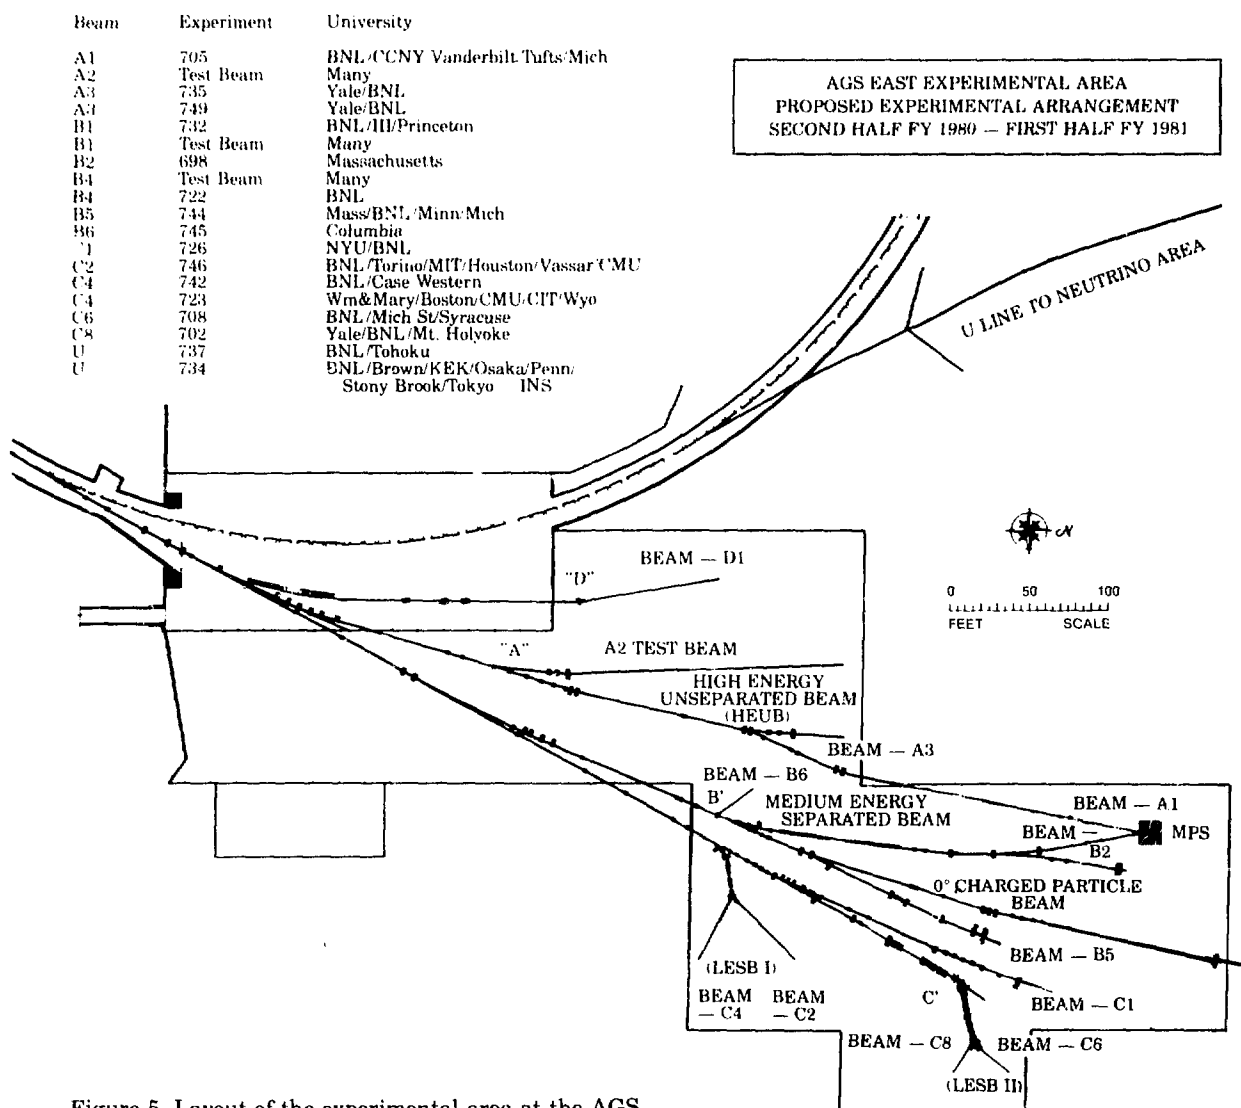 Beam Experiment University
A1 705 BNL/CCNY Vanderbilt Tufts/Mich
A2 Test Beam Many
A3 735 Yale/BNL
A3 749 Yale/BNL
B1 732 BNL/III/Princeton
B1 Test Beam Many
B2 698 Massachusetts
B4 Test Beam Many
B4 722 BNL
B5 744 Mass/BNL/Minn/Mich
B6 745 Columbia
C1 726 NYU/BNL
C2 746 BNL/Torino/MIT/Houston/Vassar/CMU
C4 742 BNL/Case Western
C4 723 Wm&Mary/Boston/CMU/CIT/Wyo
C6 708 BNL/Mich St/Syracuse
C8 702 Yale/BNL/Mt. Holyoke
U 737 BNL/Tohoku
U 734 BNL/Brown/KEK/Osaka/Penn/
Stony Brook/Tokyo INS
AGS EAST EXPERIMENTAL AREA
PROPOSED EXPERIMENTAL ARRANGEMENT
SECOND HALF FY 1980 — FIRST HALF FY 1981
U LINE TO NEUTRINO AREA
N
0 50 100
FEET SCALE
BEAM — D1
"D"
"A"
A2 TEST BEAM
HIGH ENERGY
UNSEPARATED BEAM
(HEUB)
BEAM — A3
BEAM — B6
B'
MEDIUM ENERGY
SEPARATED BEAM
BEAM — A1
MPS
BEAM —
B2
0° CHARGED PARTICLE
BEAM
BEAM — B5
(LESB I)
BEAM
— C4
BEAM
— C2
C'
BEAM — C1
BEAM — C8
BEAM — C6
(LESB II)
Figure 5. Layout of the experimental area at the AGS